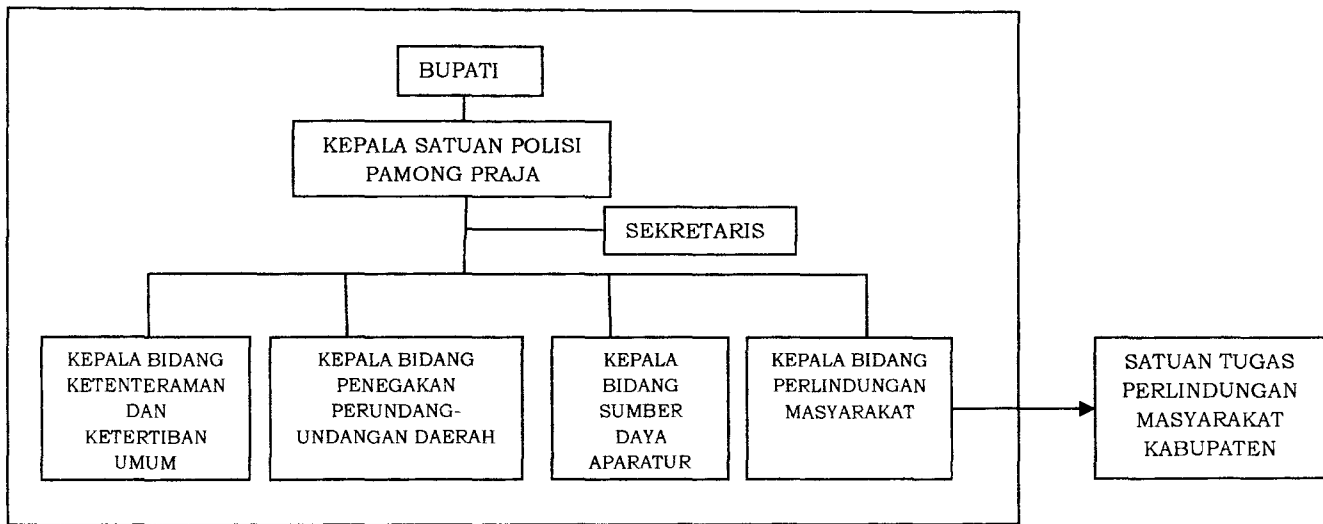 BUPATI
KEPALA SATUAN POLISI
PAMONG PRAJA
SEKRETARIS
KEPALA BIDANG
KETENTERAMAN
DAN
KETERTIBAN
UMUM
KEPALA BIDANG
PENEGAKAN
PERUNDANG-
UNDANGAN DAERAH
KEPALA
BIDANG
SUMBER
DAYA
APARATUR
KEPALA BIDANG
PERLINDUNGAN
MASYARAKAT
SATUAN TUGAS
PERLINDUNGAN
MASYARAKAT
KABUPATEN